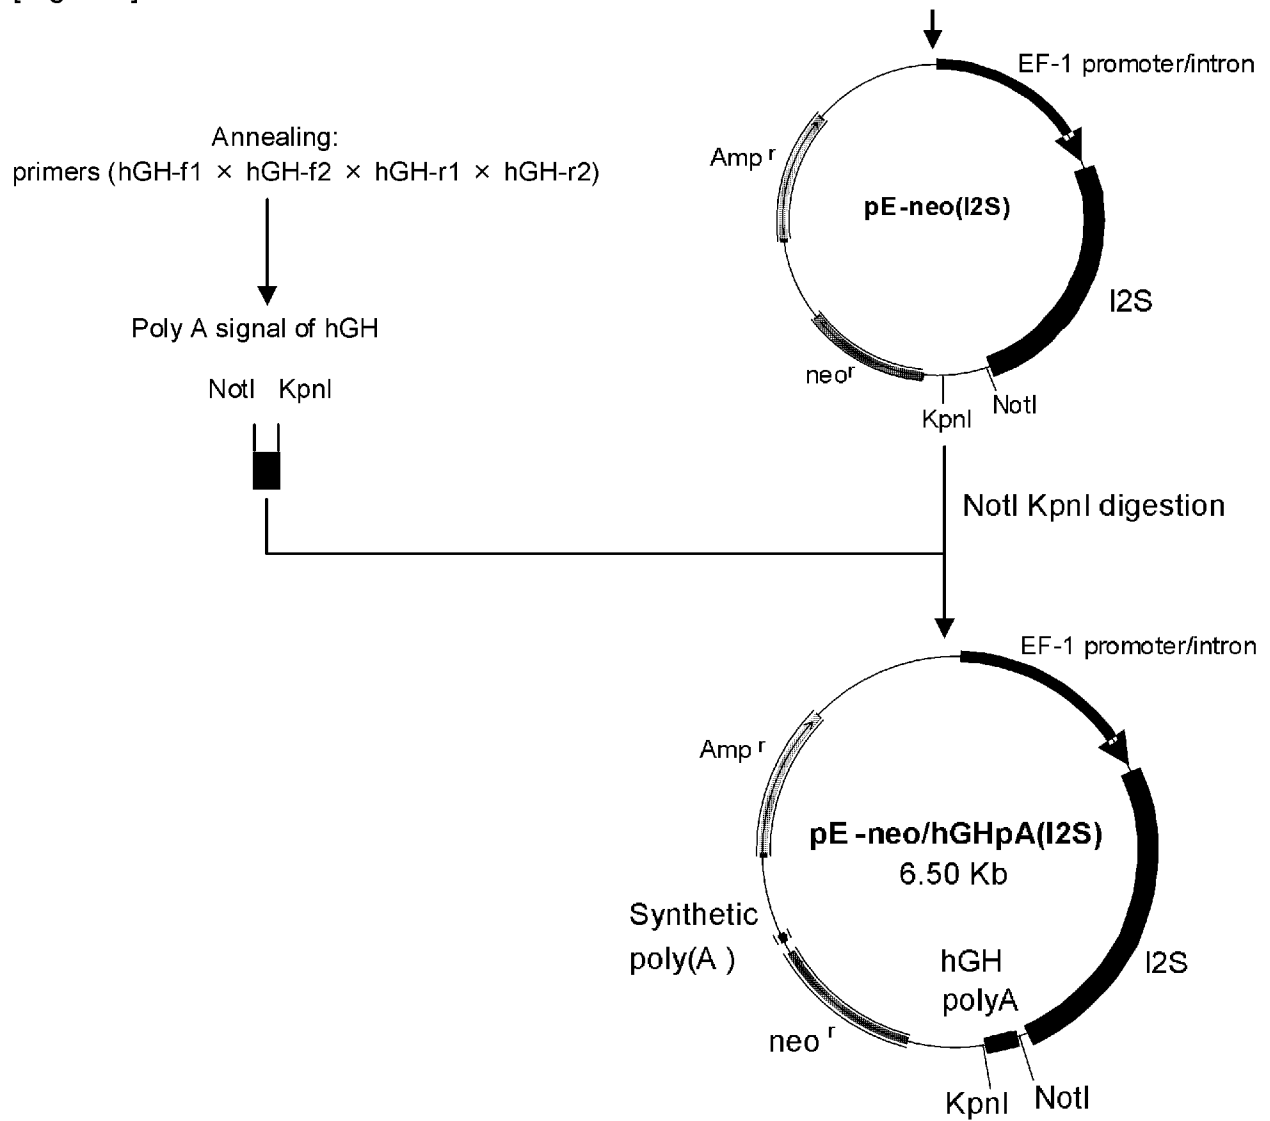 EF-1 promoter/intron
Annealing:
primers (hGH-f1 × hGH-f2 × hGH-r1 × hGH-r2)
Amp r
pE-neo(I2S)
I2S
Poly A signal of hGH
NotI KpnI
neor
KpnI
NotI
NotI KpnI digestion
EF-1 promoter/intron
Amp r
pE-neo/hGHpA(I2S)
6.50 Kb
Synthetic
poly(A )
hGH
polyA
I2S
neo r
KpnI
NotI